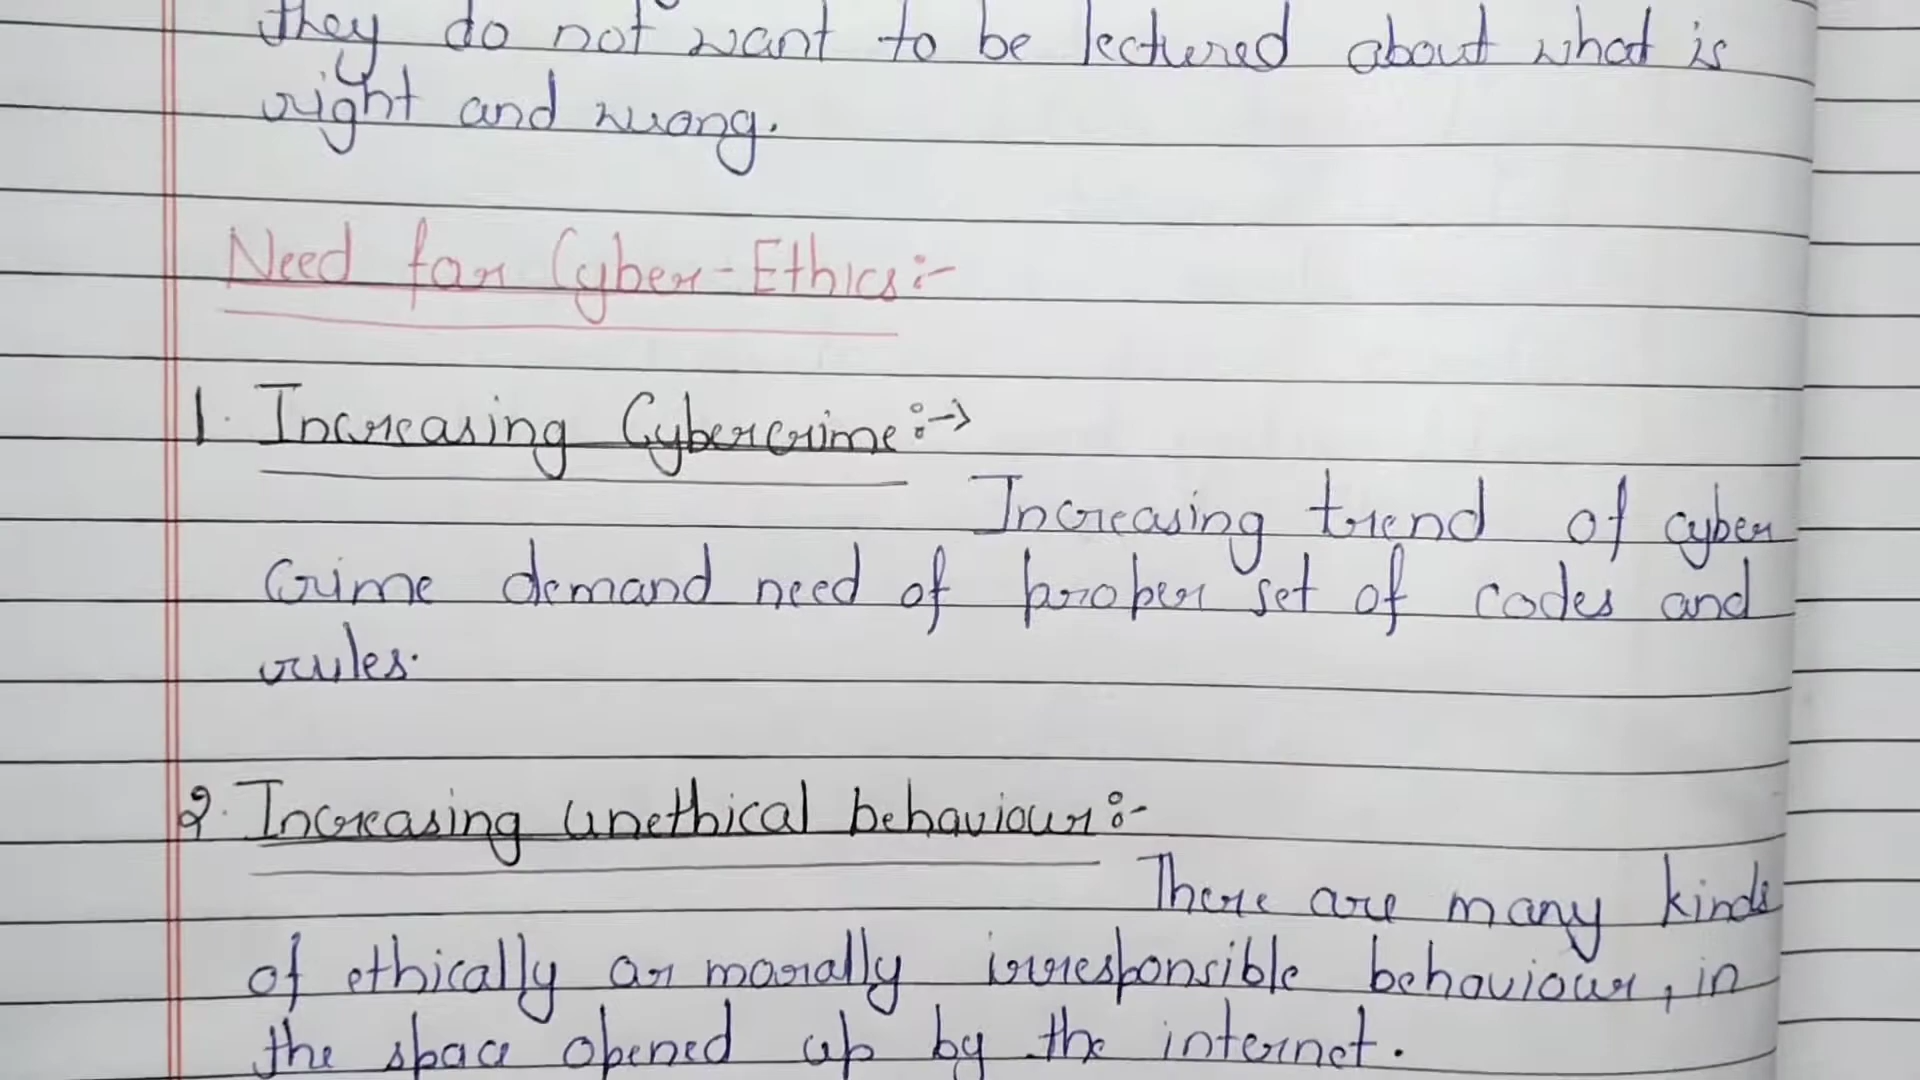 they do not want to be lectured about what is
right and wrong.
Need for Cyber-Ethics:-
1. Increasing Cybercrime:->
Increasing trend of cyber
crime demand need of proper set of codes and
rules.
2. Increasing unethical behaviour:-
There are many kinds
of ethically or morally irresponsible behaviour, in
the space opened up by the internet.